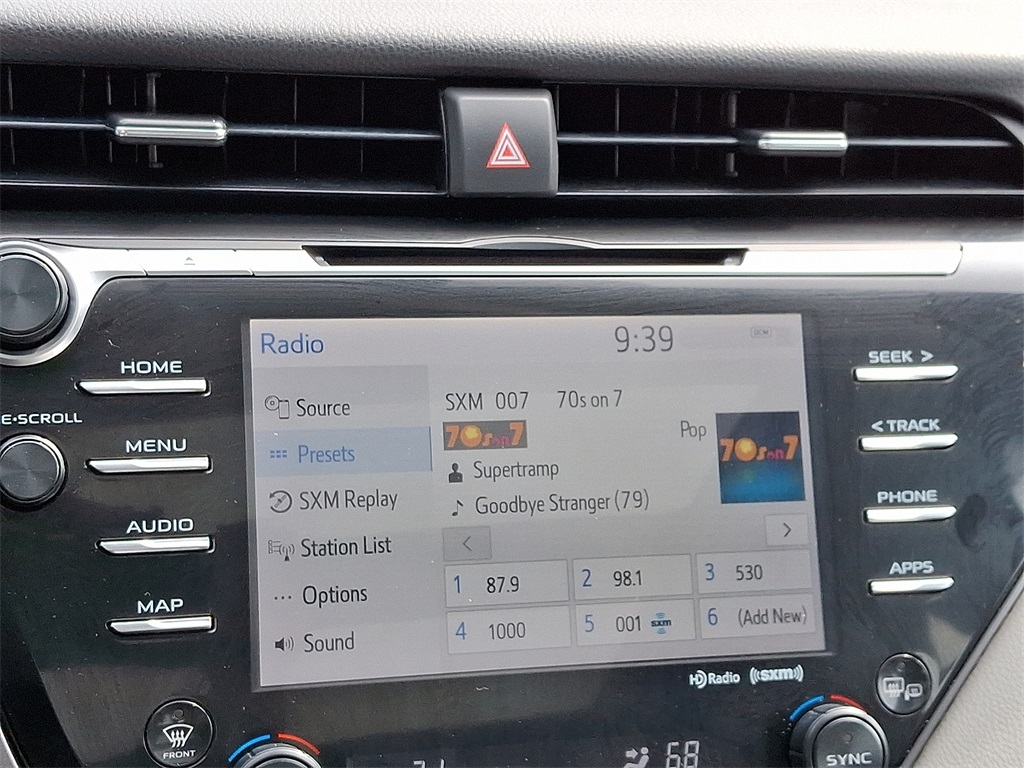 Radio 9:39
HOME
SEEK >
SXM 007 70s on 7
Source
E•SCROLL
70s on 7
Pop
70s on 7
< TRACK
MENU
Presets
Supertramp
SXM Replay
Goodbye Stranger (79)
PHONE
AUDIO
Station List
<
>
1 87.9
2 98.1
3 530
APPS
Options
MAP
4 1000
5 001 sxm
6 (Add New)
Sound
HD Radio
((sxm))
FRONT
68
SYNC